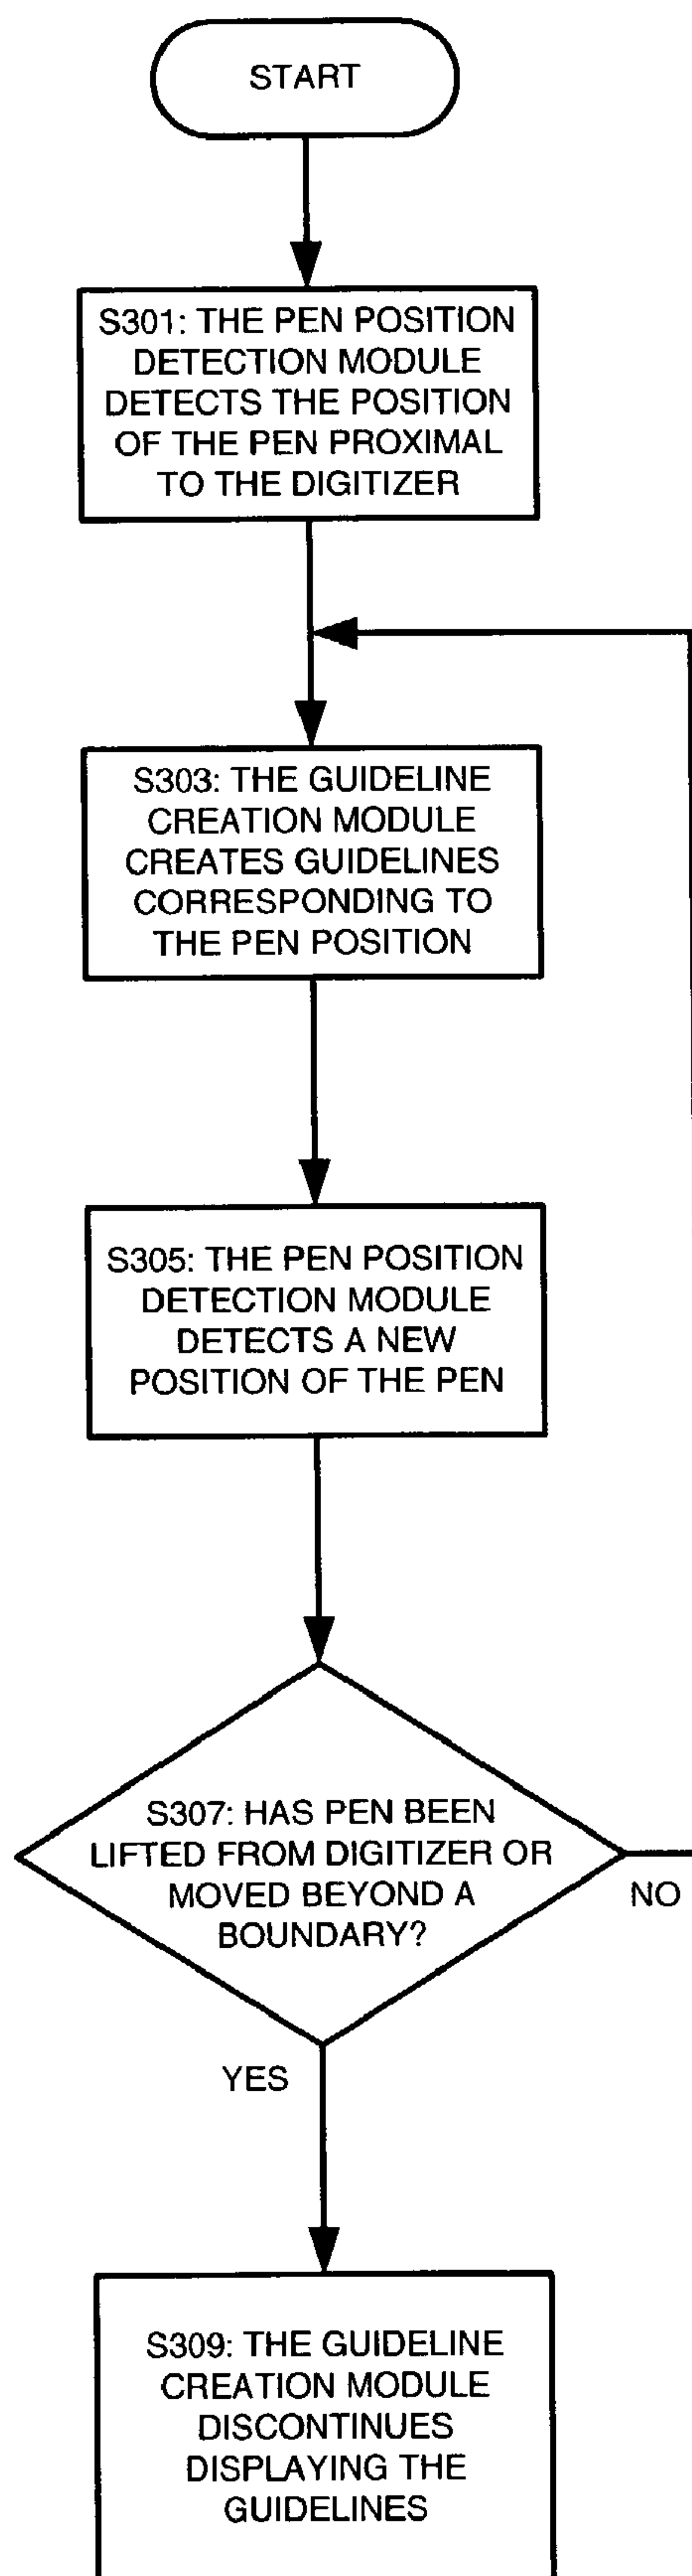 START
S301: THE PEN POSITION
DETECTION MODULE
DETECTS THE POSITION
OF THE PEN PROXIMAL
TO THE DIGITIZER
S303: THE GUIDELINE
CREATION MODULE
CREATES GUIDELINES
CORRESPONDING TO
THE PEN POSITION
S305: THE PEN POSITION
DETECTION MODULE
DETECTS A NEW
POSITION OF THE PEN
S307: HAS PEN BEEN
LIFTED FROM DIGITIZER OR
MOVED BEYOND A
BOUNDARY?
NO
YES
S309: THE GUIDELINE
CREATION MODULE
DISCONTINUES
DISPLAYING THE
GUIDELINES